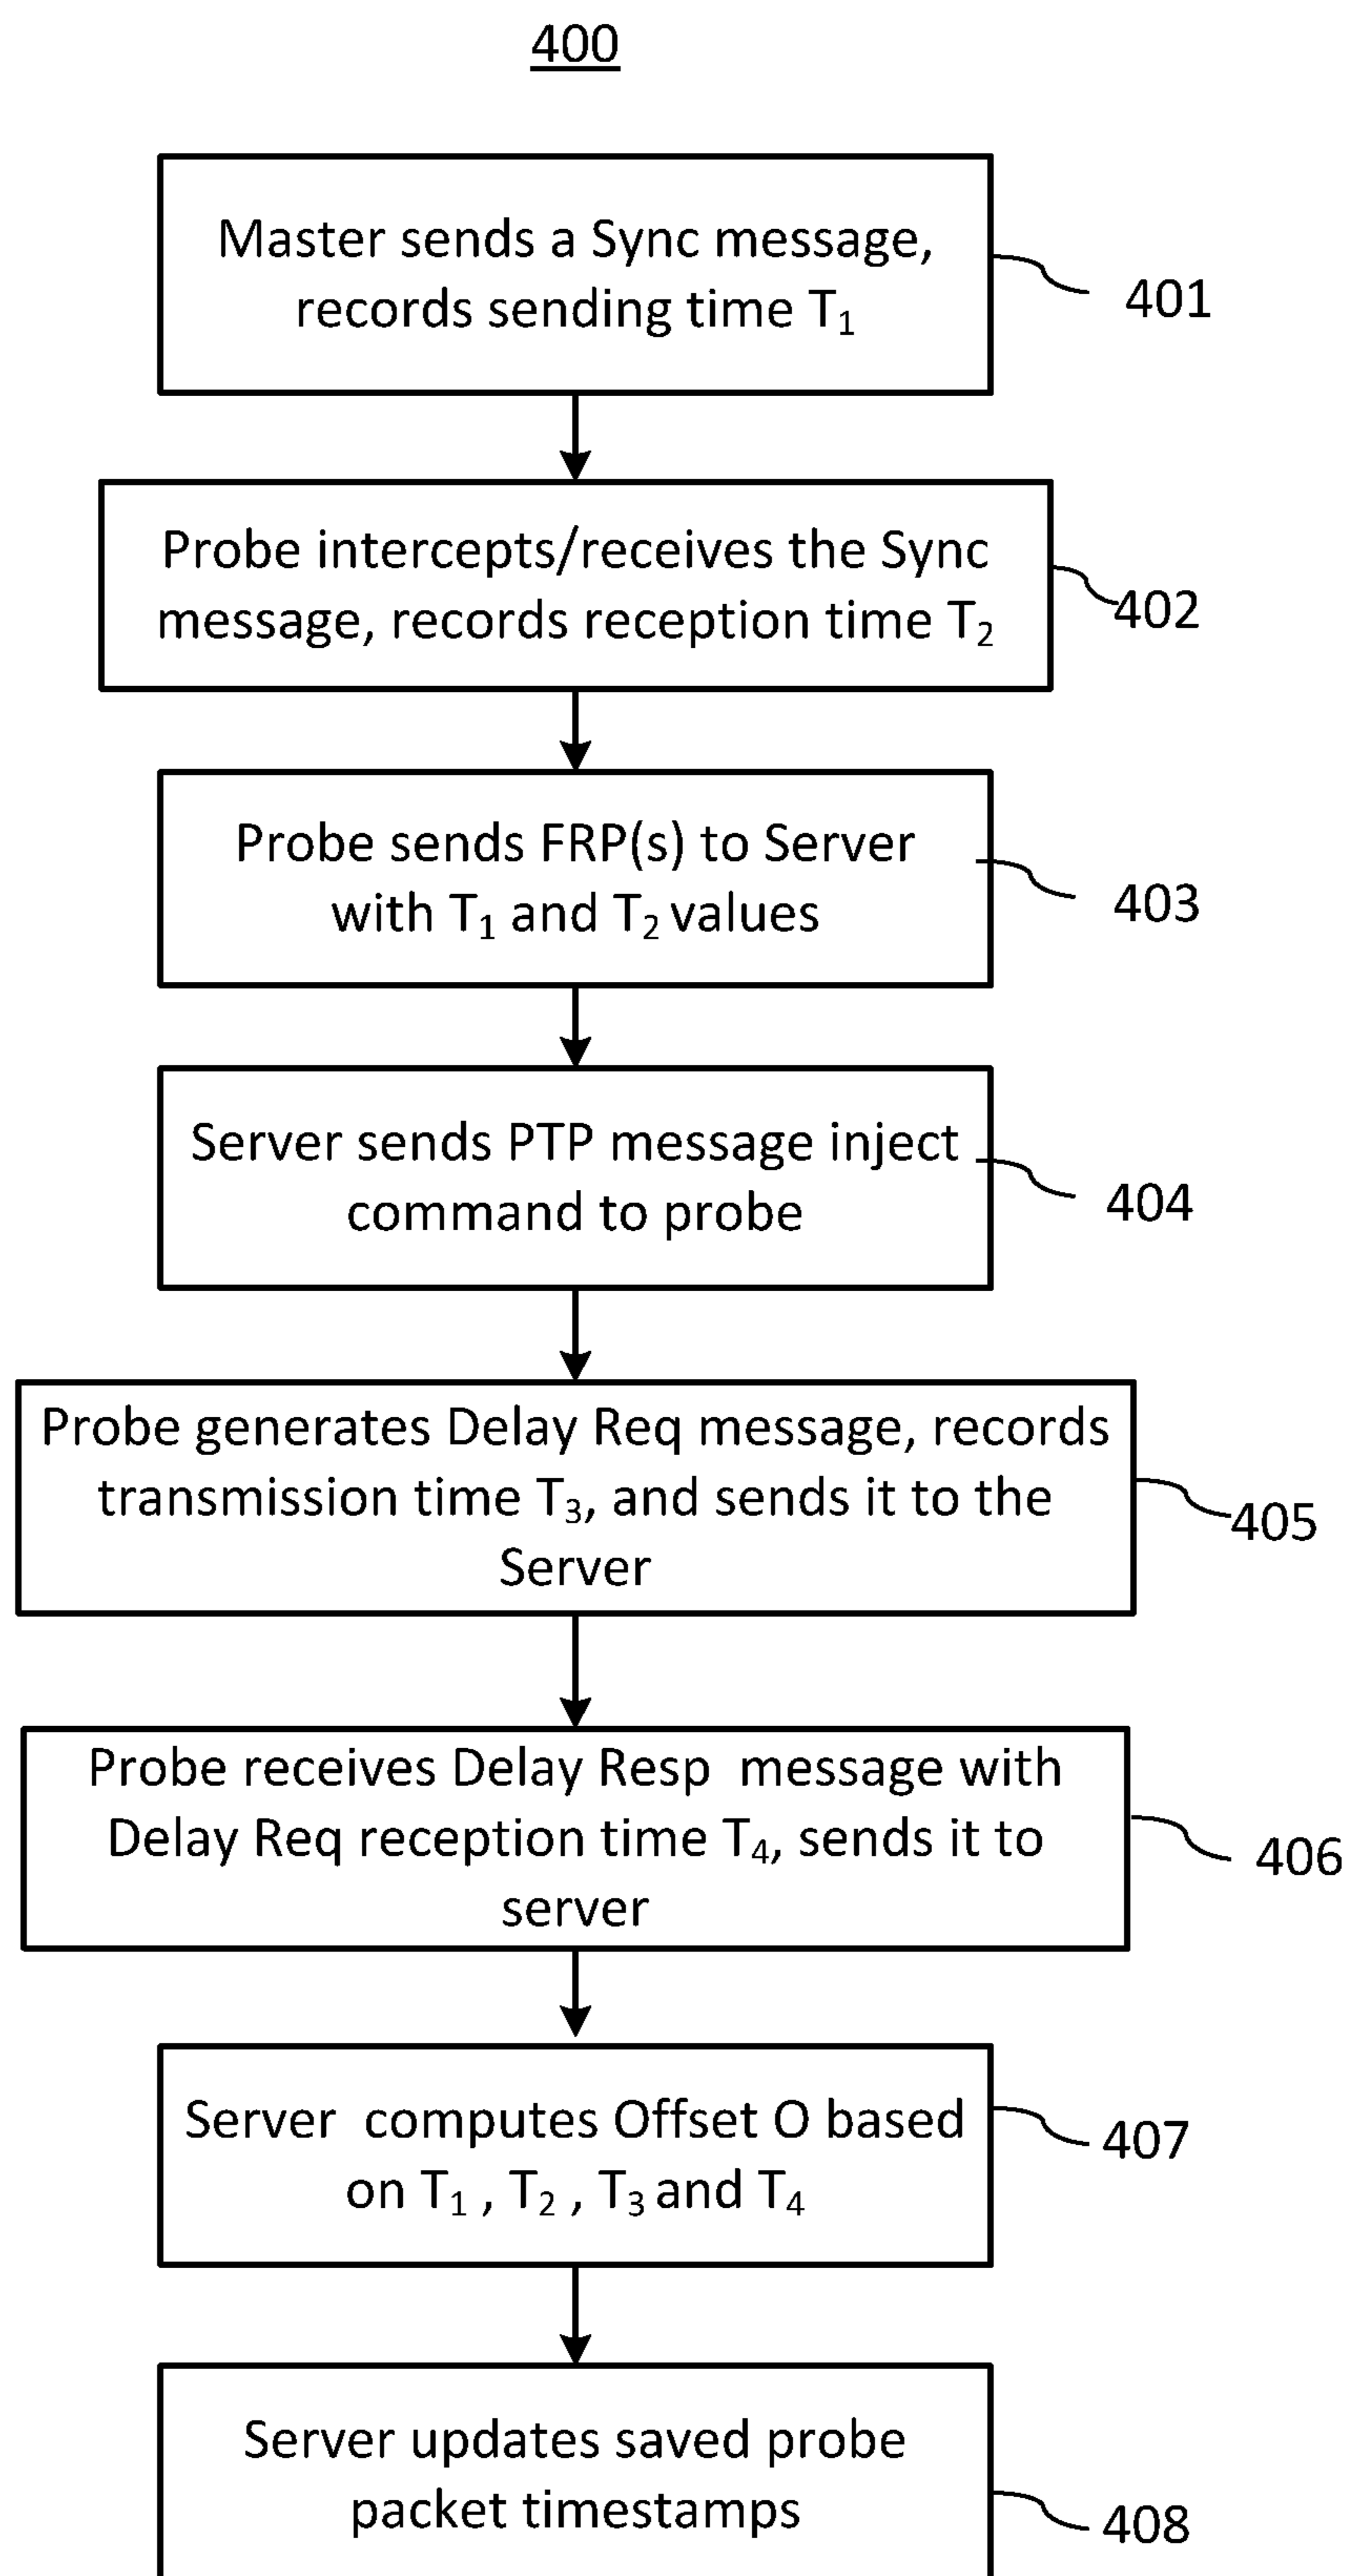 400
Master sends a Sync message,
records sending time T₁
401
Probe intercepts/receives the Sync
message, records reception time T₂
402
Probe sends FRP(s) to Server
with T₁ and T₂ values
403
Server sends PTP message inject
command to probe
404
Probe generates Delay Req message, records
transmission time T₃, and sends it to the
Server
405
Probe receives Delay Resp message with
Delay Req reception time T₄, sends it to
server
406
Server computes Offset O based
on T₁ , T₂ , T₃ and T₄
407
Server updates saved probe
packet timestamps
408